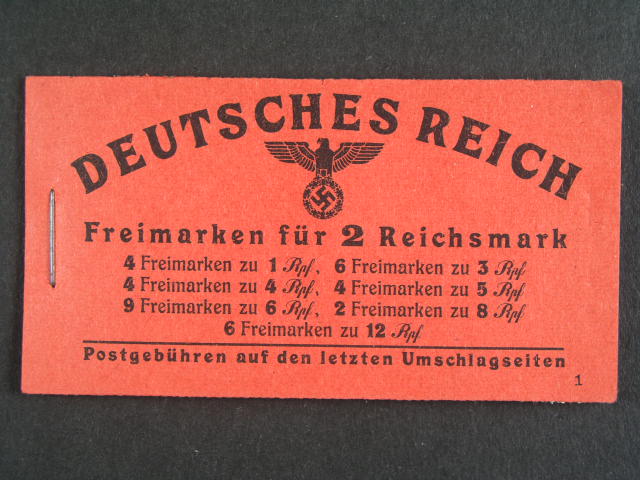 DEUTSCHES REICH
Freimarken für 2 Reichsmark
4 Freimarken zu 1 Rpf, 6 Freimarken zu 3 Rpf
4 Freimarken zu 4 Rpf, 4 Freimarken zu 5 Rpf
9 Freimarken zu 6 Rpf, 2 Freimarken zu 8 Rpf
6 Freimarken zu 12 Rpf
Postgebühren auf den letzten Umschlagseiten
1